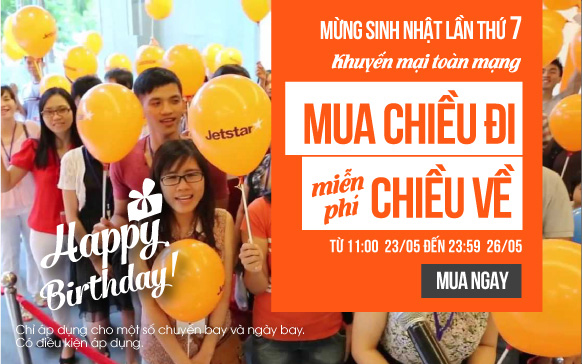 MỪNG SINH NHẬT LẦN THỨ 7
Khuyến mại toàn mạng
MUA CHIỀU ĐI
miễn phí CHIỀU VỀ
TỪ 11:00 23/05 ĐẾN 23:59 26/05
MUA NGAY
Jetstar
Happy
Birthday!
Chỉ áp dụng cho một số chuyến bay và ngày bay.
Có điều kiện áp dụng.